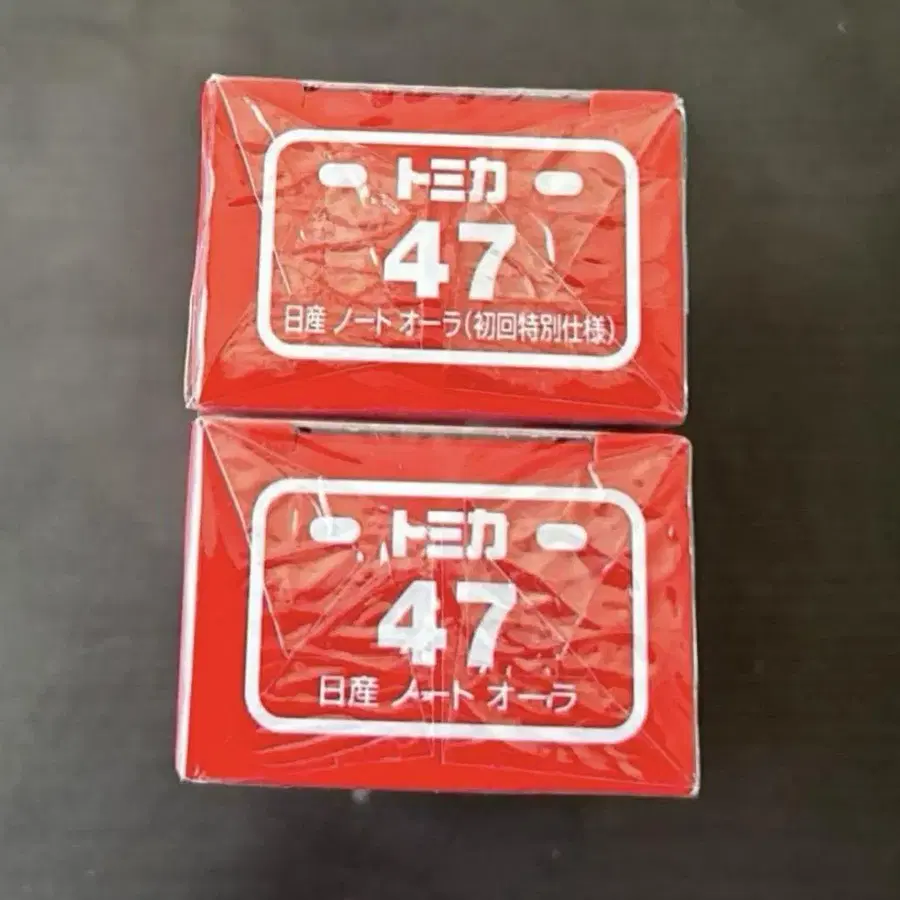 トミカ
47
日産 ノート オーラ(初回特別仕様)
トミカ
47
日産 ノート オーラ